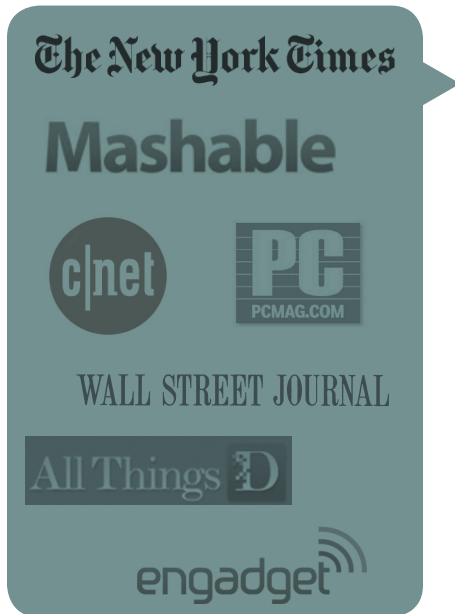 The New York Times
Mashable
c|net
PC
PCMAG.COM
WALL STREET JOURNAL
All Things D
engadget